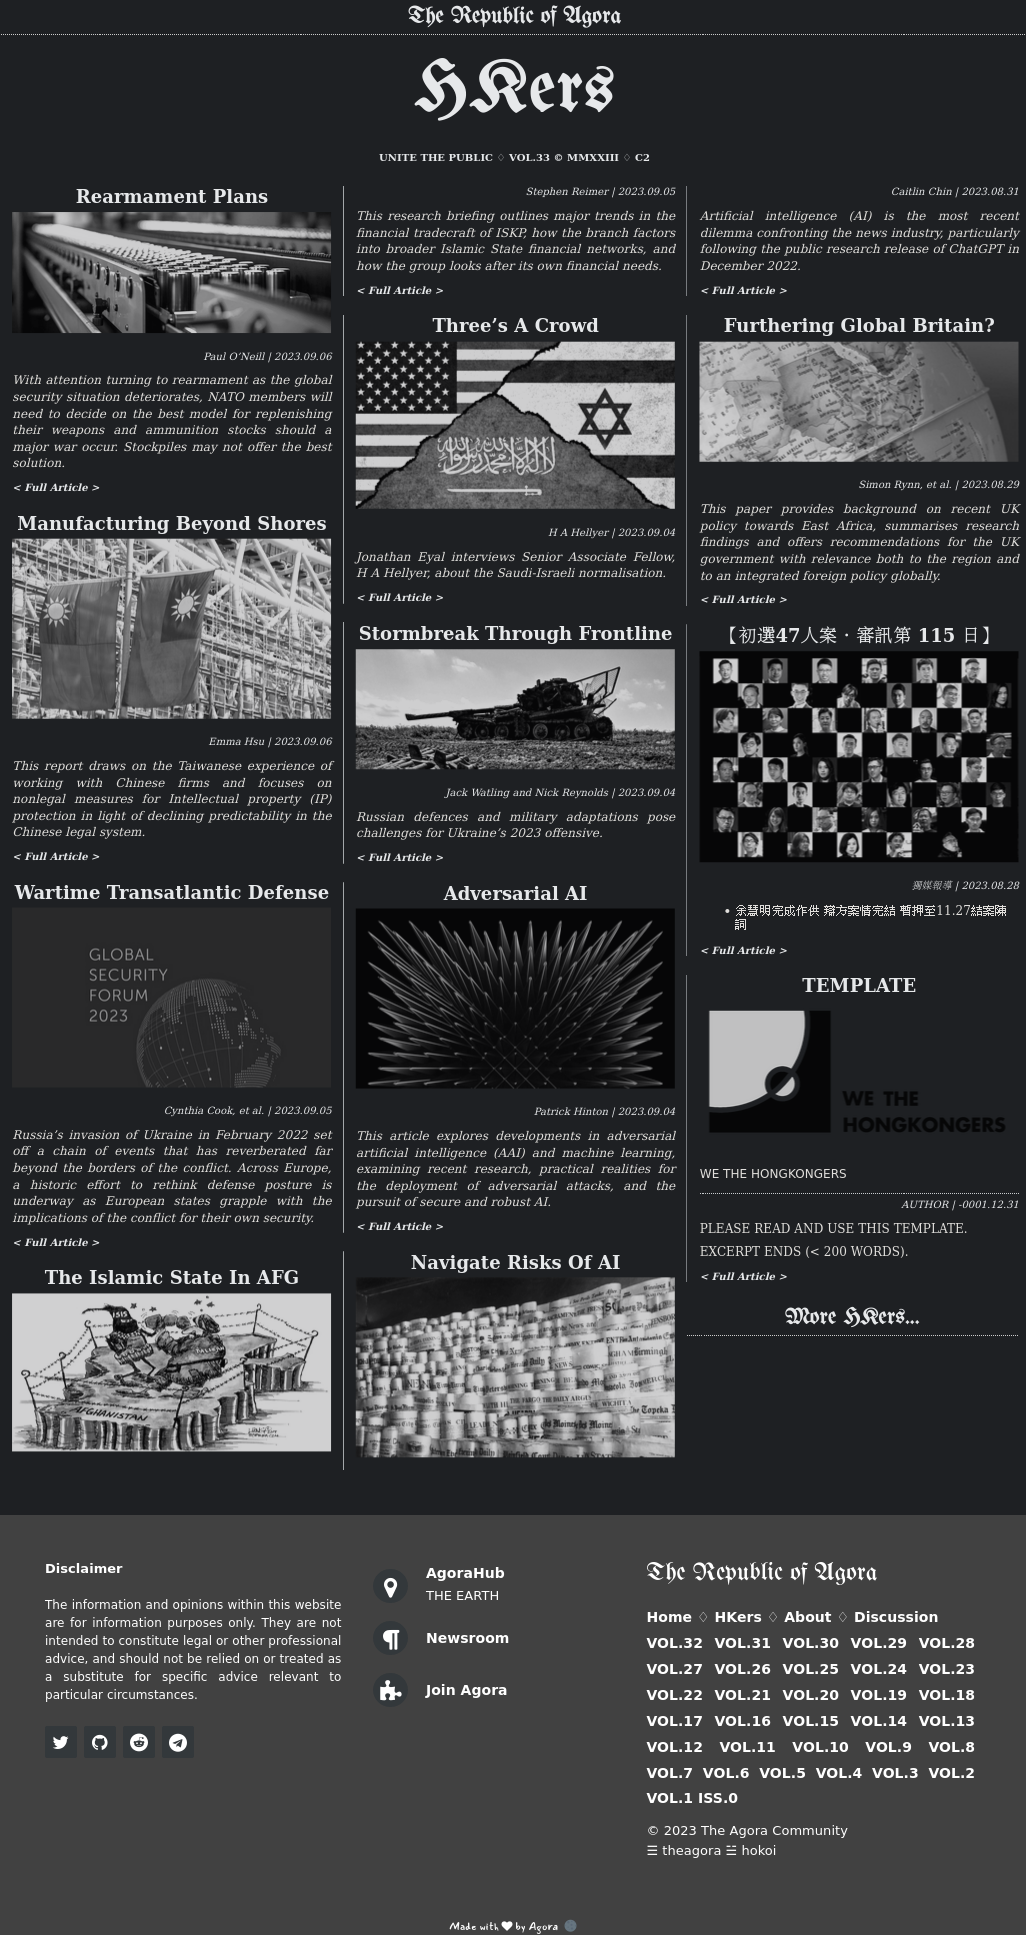 The Republic of Agora
HKers
UNITE THE PUBLIC ♢ VOL.33 © MMXXIII ♢ C2
Rearmament Plans
Paul O’Neill | 2023.09.06
With attention turning to rearmament as the global
security situation deteriorates, NATO members will
need to decide on the best model for replenishing
their weapons and ammunition stocks should a
major war occur. Stockpiles may not offer the best
solution.
< Full Article >
Manufacturing Beyond Shores
Emma Hsu | 2023.09.06
This report draws on the Taiwanese experience of
working with Chinese firms and focuses on
nonlegal measures for Intellectual property (IP)
protection in light of declining predictability in the
Chinese legal system.
< Full Article >
Wartime Transatlantic Defense
GLOBAL
SECURITY
FORUM
2023
Cynthia Cook, et al. | 2023.09.05
Russia’s invasion of Ukraine in February 2022 set
off a chain of events that has reverberated far
beyond the borders of the conflict. Across Europe,
a historic effort to rethink defense posture is
underway as European states grapple with the
implications of the conflict for their own security.
< Full Article >
The Islamic State In AFG
ISIS
AFGHANISTAN
Stephen Reimer | 2023.09.05
This research briefing outlines major trends in the
financial tradecraft of ISKP, how the branch factors
into broader Islamic State financial networks, and
how the group looks after its own financial needs.
< Full Article >
Three’s A Crowd
H A Hellyer | 2023.09.04
Jonathan Eyal interviews Senior Associate Fellow,
H A Hellyer, about the Saudi-Israeli normalisation.
< Full Article >
Stormbreak Through Frontline
Jack Watling and Nick Reynolds | 2023.09.04
Russian defences and military adaptations pose
challenges for Ukraine’s 2023 offensive.
< Full Article >
Adversarial AI
Patrick Hinton | 2023.09.04
This article explores developments in adversarial
artificial intelligence (AAI) and machine learning,
examining recent research, practical realities for
the deployment of adversarial attacks, and the
pursuit of secure and robust AI.
< Full Article >
Navigate Risks Of AI
Caitlin Chin | 2023.08.31
Artificial intelligence (AI) is the most recent
dilemma confronting the news industry, particularly
following the public research release of ChatGPT in
December 2022.
< Full Article >
Furthering Global Britain?
Simon Rynn, et al. | 2023.08.29
This paper provides background on recent UK
policy towards East Africa, summarises research
findings and offers recommendations for the UK
government with relevance both to the region and
to an integrated foreign policy globally.
< Full Article >
【初選47人案・審訊第 115 日】
獨媒報導 | 2023.08.28
• 余慧明完成作供 辯方案情完結 暫押至11.27結案陳
詞
< Full Article >
TEMPLATE
WE THE
HONGKONGERS
WE THE HONGKONGERS
AUTHOR | -0001.12.31
PLEASE READ AND USE THIS TEMPLATE.
EXCERPT ENDS (< 200 WORDS).
< Full Article >
More HKers...
Disclaimer
The information and opinions within this website
are for information purposes only. They are not
intended to constitute legal or other professional
advice, and should not be relied on or treated as
a substitute for specific advice relevant to
particular circumstances.
AgoraHub
THE EARTH
Newsroom
Join Agora
The Republic of Agora
Home ♢ HKers ♢ About ♢ Discussion
VOL.32 VOL.31 VOL.30 VOL.29 VOL.28
VOL.27 VOL.26 VOL.25 VOL.24 VOL.23
VOL.22 VOL.21 VOL.20 VOL.19 VOL.18
VOL.17 VOL.16 VOL.15 VOL.14 VOL.13
VOL.12 VOL.11 VOL.10 VOL.9 VOL.8
VOL.7 VOL.6 VOL.5 VOL.4 VOL.3 VOL.2
VOL.1 ISS.0
© 2023 The Agora Community
☰ theagora ☱ hokoi
Made with ♥ by Agora